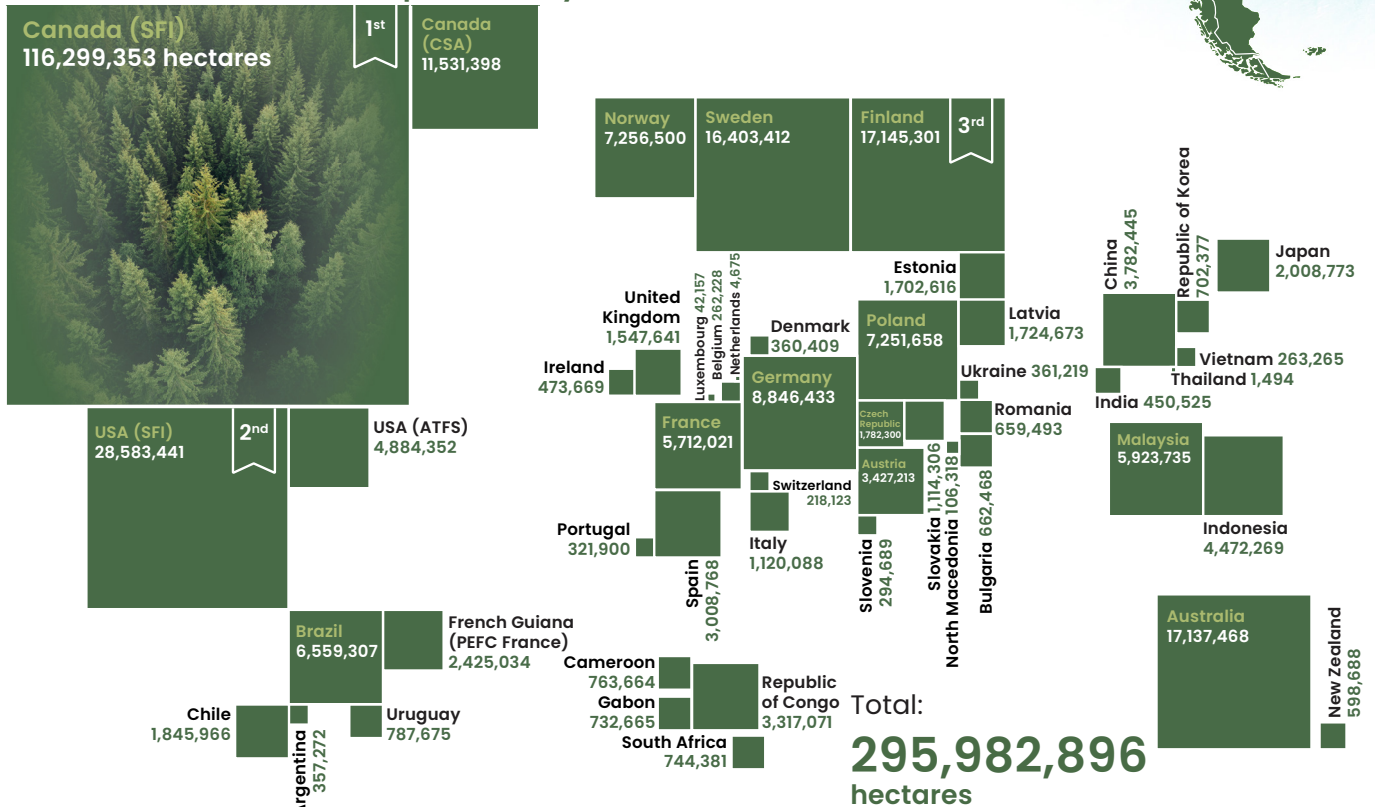 Canada (SFI)
116,299,353 hectares
1st
Canada
(CSA)
11,531,398
Norway
7,256,500
Sweden
16,403,412
Finland
17,145,301
3rd
Estonia
1,702,616
Latvia
1,724,673
United
Kingdom
1,547,641
Ireland
473,669
Luxembourg 42,157
Belgium 262,228
Netherlands 4,675
Denmark
360,409
Poland
7,251,658
Germany
8,846,433
Ukraine 361,219
Romania
659,493
France
5,712,021
Czech
Republic
1,782,300
Austria
3,427,213
Switzerland
218,123
Italy
1,120,088
Portugal
321,900
Spain
3,008,768
Slovenia
294,689
Slovakia 1,114,306
North Macedonia 106,318
Bulgaria 662,468
China
3,782,445
Republic of Korea
702,377
Japan
2,008,773
Vietnam 263,265
Thailand 1,494
India 450,525
Malaysia
5,923,735
Indonesia
4,472,269
USA (SFI)
28,583,441
2nd
USA (ATFS)
4,884,352
Brazil
6,559,307
French Guiana
(PEFC France)
2,425,034
Chile
1,845,966
Argentina
357,272
Uruguay
787,675
Cameroon
763,664
Gabon
732,665
Republic
of Congo
3,317,071
South Africa
744,381
Australia
17,137,468
New Zealand
598,688
Total:
295,982,896
hectares